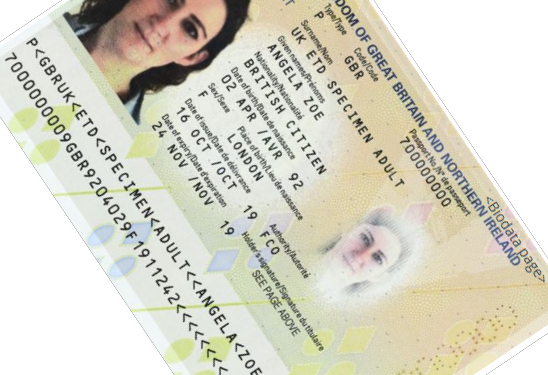 DOM OF GREAT BRITAIN AND NORTHERN IRELAND
Type/Type Code/Code Passport No./Nº de passeport
P GBR 700000000
Surname/Nom
UK ETD SPECIMEN ADULT
Given names/Prénoms
ANGELA ZOE
Nationality/Nationalité
BRITISH CITIZEN
Date of birth/Date de naissance
02 APR /AVR 92
Sex/Sexe Place of birth/Lieu de naissance
F LONDON
Date of issue/Date de délivrance Authority/Autorité
16 OCT /OCT 19 FCO
Date of expiry/Date d'expiration Holder's signature/Signature du titulaire
24 NOV /NOV 19 SEE PAGE ABOVE
<Biodata page>
P<GBRUK<ETD<SPECIMEN<ADULT<<ANGELA<ZOE
7000000009GBR9204029F1911242<<<<<<<<